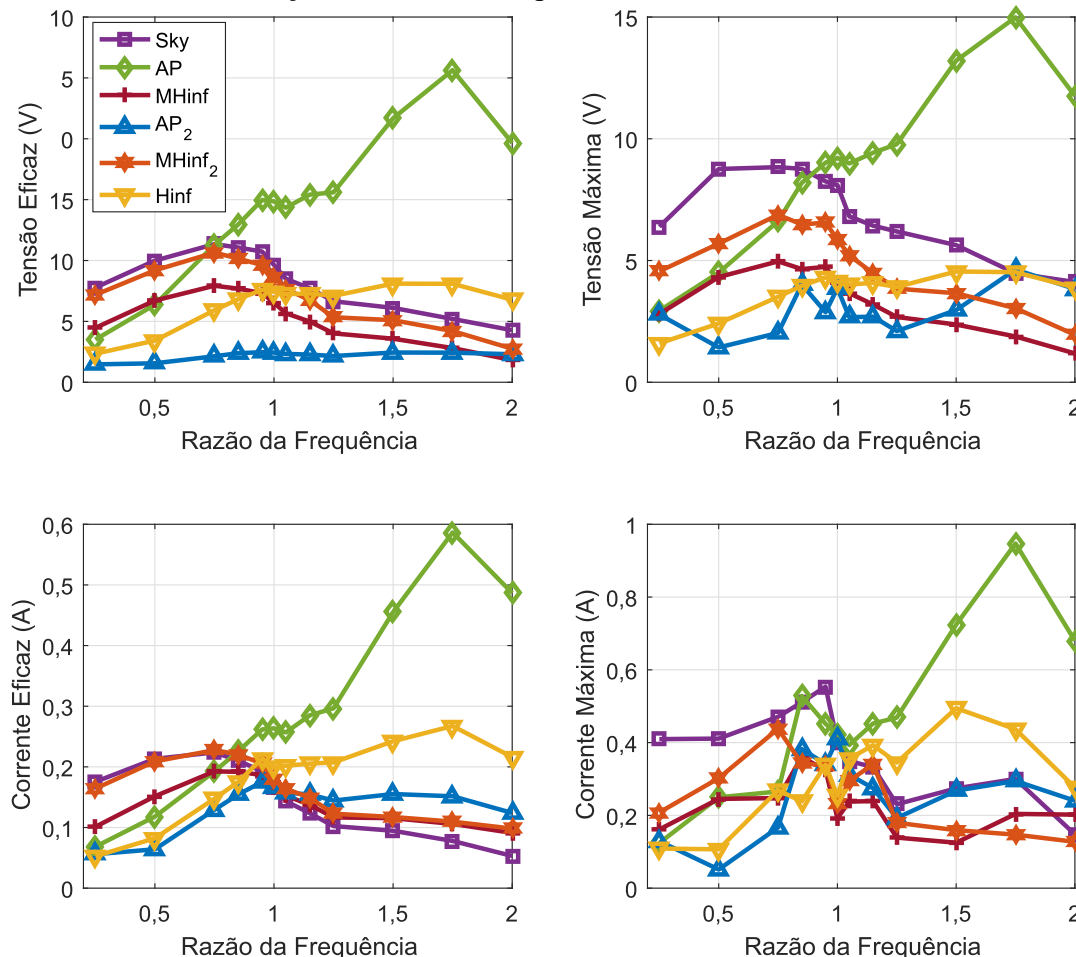 10
5
0
15
10
5
0
Tensão Eficaz (V)
Sky
AP
MHinf
AP2
MHinf2
Hinf
0,5 1 1,5 2
Razão da Frequência
15
10
5
0
Tensão Máxima (V)
0,5 1 1,5 2
Razão da Frequência
0,6
0,5
0,4
0,3
0,2
0,1
0
Corrente Eficaz (A)
0,5 1 1,5 2
Razão da Frequência
1
0,8
0,6
0,4
0,2
0
Corrente Máxima (A)
0,5 1 1,5 2
Razão da Frequência